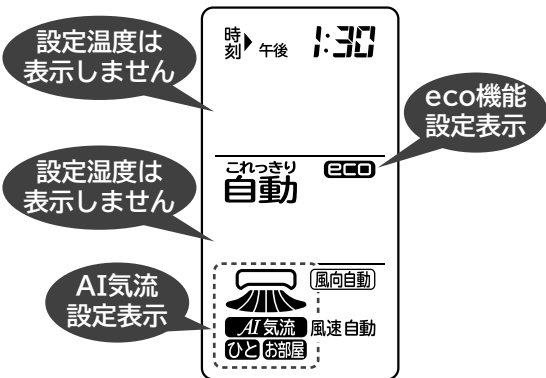 設定温度は
表示しません
時刻 午後 1:30
eco機能
設定表示
これっきり
自動 eco
設定湿度は
表示しません
AI気流
設定表示
風向自動
AI 気流 風速自動
ひと お部屋